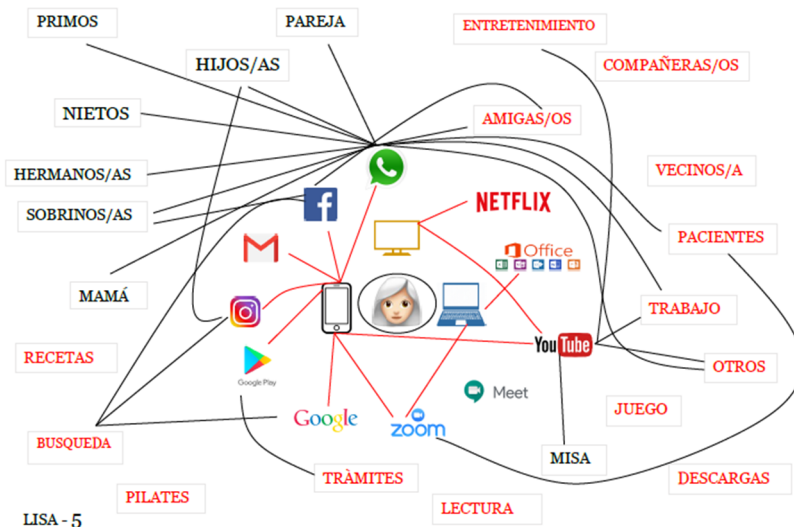 PRIMOS
PAREJA
ENTRETENIMIENTO
HIJOS/AS
COMPAÑERAS/OS
NIETOS
AMIGAS/OS
HERMANOS/AS
VECINOS/A
SOBRINOS/AS
NETFLIX
PACIENTES
Office
MAMÁ
TRABAJO
RECETAS
YouTube
OTROS
Google Play
Meet
JUEGO
Google
zoom
BUSQUEDA
MISA
TRÀMITES
DESCARGAS
PILATES
LECTURA
LISA - 5